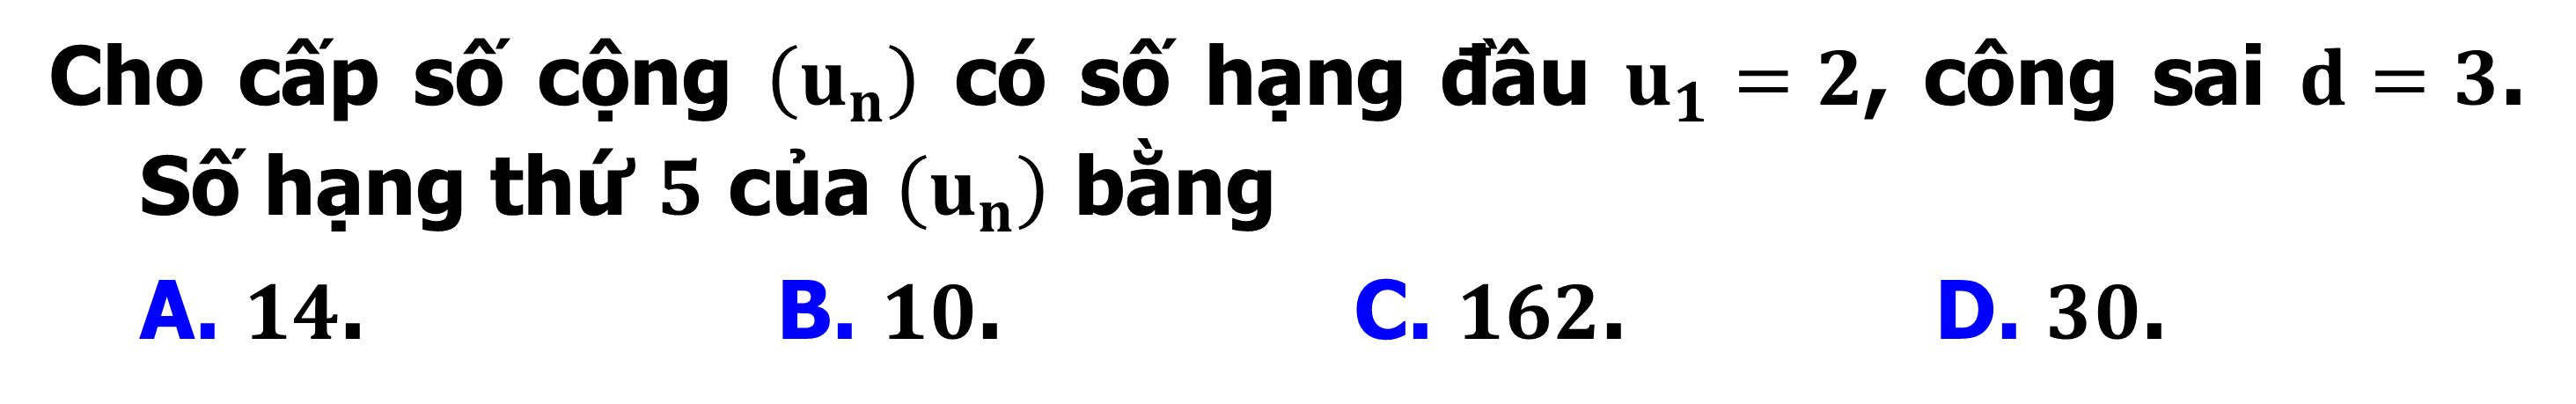 Cho cấp số cộng (uₙ) có số hạng đầu u₁ = 2, công sai d = 3.
Số hạng thứ 5 của (uₙ) bằng
A. 14. B. 10. C. 162. D. 30.